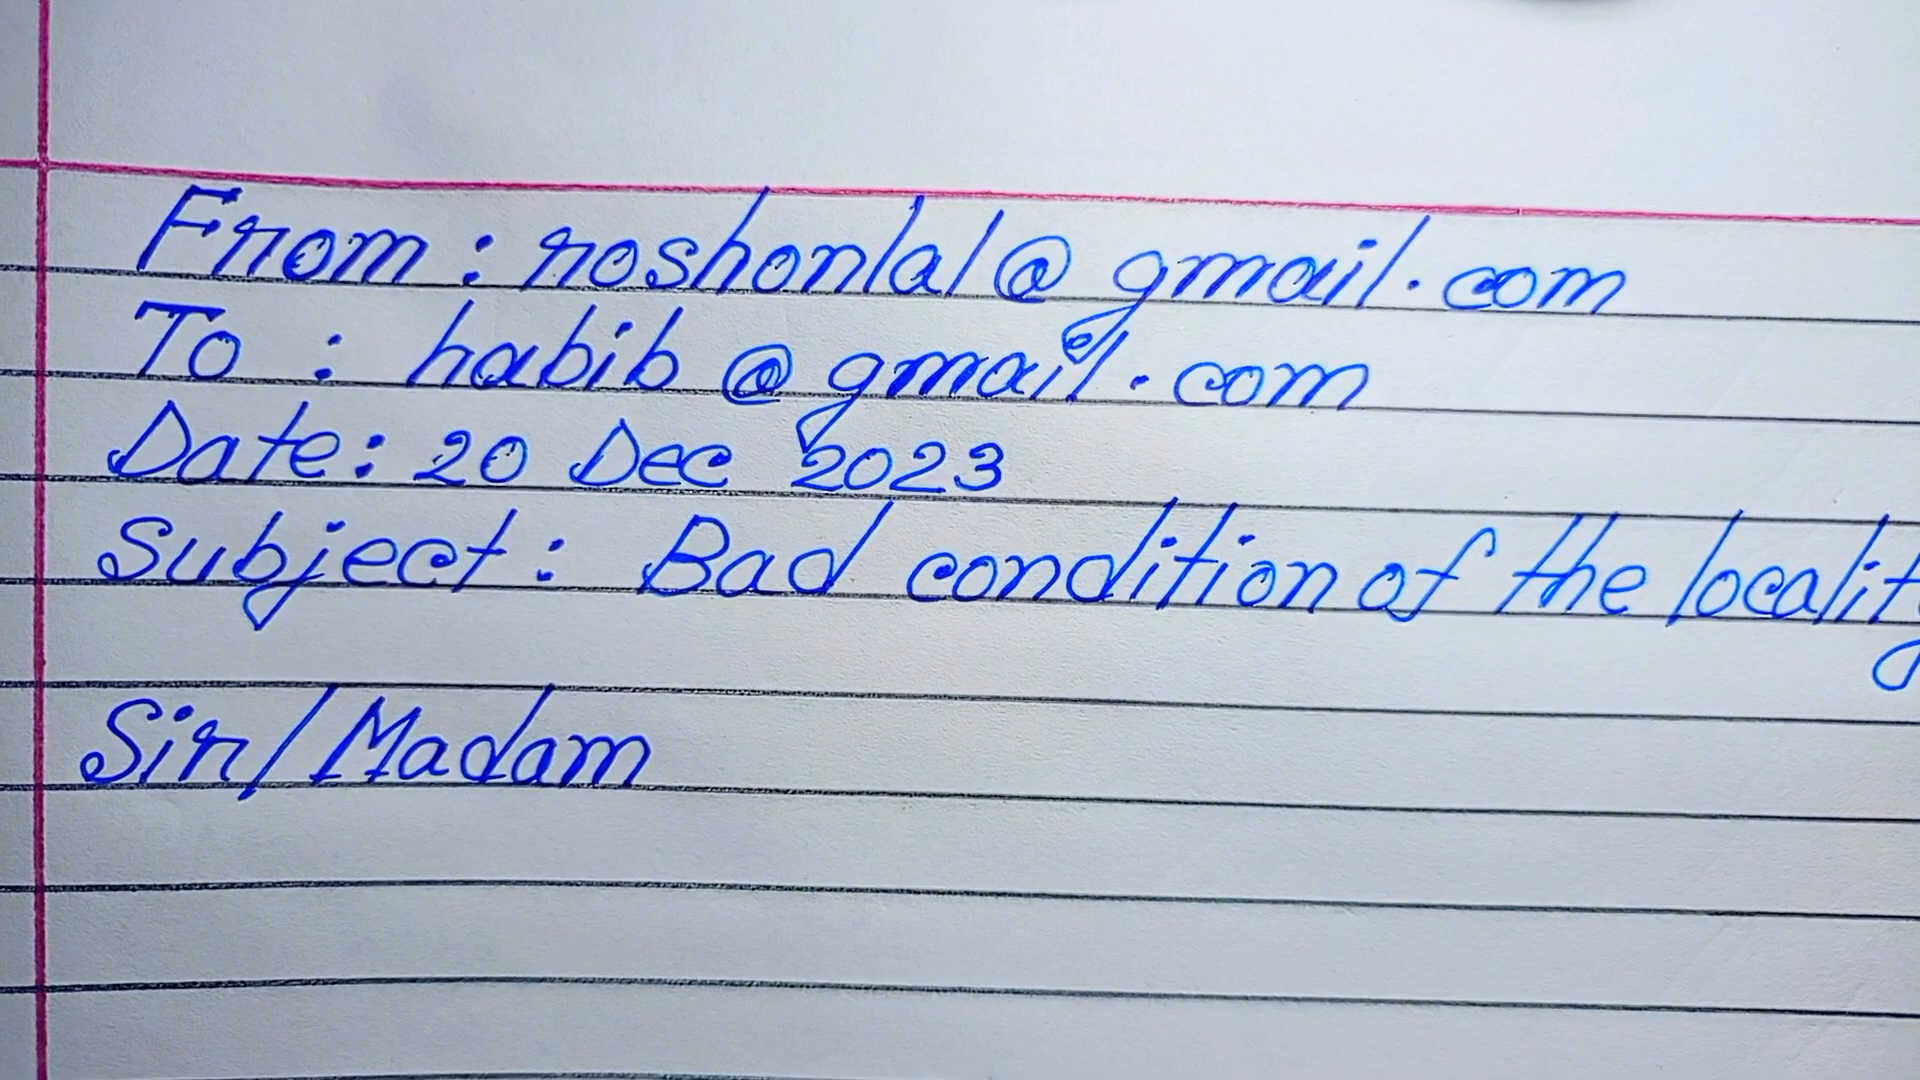 From : roshonlal@gmail.com
To : habib@gmail.com
Date: 20 Dec 2023
Subject : Bad condition of the locality
Sir/Madam